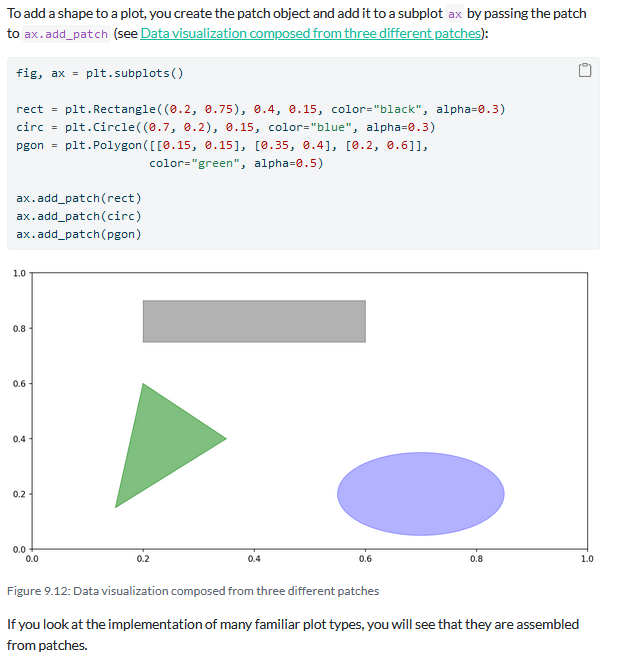 To add a shape to a plot, you create the patch object and add it to a subplot ax by passing the patch
to ax.add_patch (see Data visualization composed from three different patches):
fig, ax = plt.subplots()
rect = plt.Rectangle((0.2, 0.75), 0.4, 0.15, color="black", alpha=0.3)
circ = plt.Circle((0.7, 0.2), 0.15, color="blue", alpha=0.3)
pgon = plt.Polygon([[0.15, 0.15], [0.35, 0.4], [0.2, 0.6]],
color="green", alpha=0.5)
ax.add_patch(rect)
ax.add_patch(circ)
ax.add_patch(pgon)
1.0
0.8
0.6
0.4
0.2
0.0
0.0 0.2 0.4 0.6 0.8 1.0
Figure 9.12: Data visualization composed from three different patches
If you look at the implementation of many familiar plot types, you will see that they are assembled
from patches.